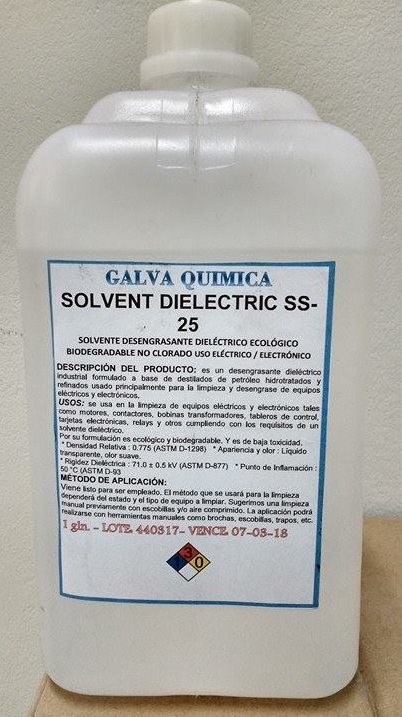 GALVA QUIMICA
SOLVENT DIELECTRIC SS-
25
SOLVENTE DESENGRASANTE DIELÉCTRICO ECOLÓGICO
BIODEGRADABLE NO CLORADO USO ELÉCTRICO / ELECTRÓNICO
DESCRIPCIÓN DEL PRODUCTO: es un desengrasante dieléctrico
industrial formulado a base de destilados de petróleo hidrotratados y
refinados usado principalmente para la limpieza y desengrase de equipos
eléctricos y electrónicos.
USOS: se usa en la limpieza de equipos eléctricos y electrónicos tales
como motores, contactores, bobinas transformadores, tableros de control,
tarjetas electrónicas, relays y otros cumpliendo con los requisitos de un
solvente dieléctrico.
Por su formulación es ecológico y biodegradable. Y es de baja toxicidad.
* Densidad Relativa : 0.775 (ASTM D-1298) * Apariencia y olor : Líquido
transparente, olor suave.
* Rigidez Dieléctrica : 71.0 ± 0.5 kV (ASTM D-877) * Punto de Inflamación :
50 °C (ASTM D-93
MÉTODO DE APLICACIÓN:
Viene listo para ser empleado. El método que se usará para la limpieza
dependerá del estado y el tipo de equipo a limpiar. Sugerimos una limpieza
manual previamente con escobillas y/o aire comprimido. La aplicación podrá
realizarse con herramientas manuales como brochas, escobillas, trapos, etc.
1 gln. - LOTE. 440317- VENCE. 07-03-18
3
1 0